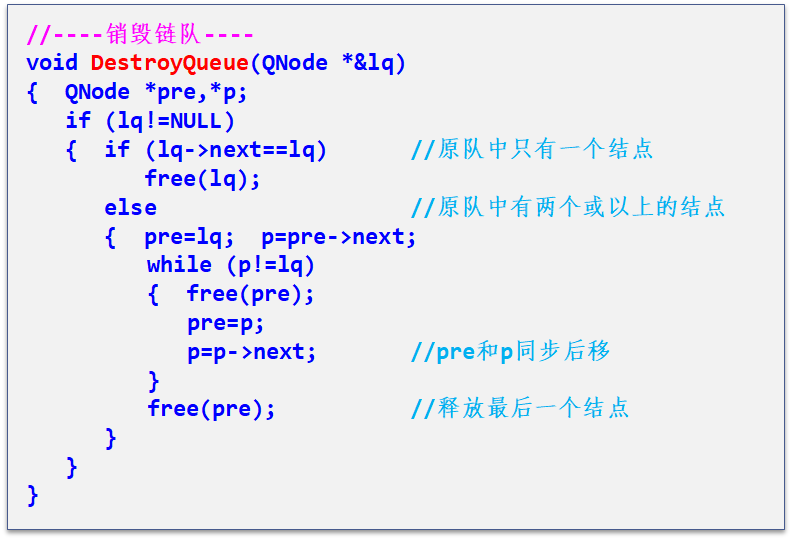 //----销毁链队----
void DestroyQueue(QNode *&lq)
{  QNode *pre,*p;
   if (lq!=NULL)
   {  if (lq->next==lq)      //原队中只有一个结点
         free(lq);
      else                   //原队中有两个或以上的结点
      {  pre=lq;  p=pre->next;
         while (p!=lq)
         {  free(pre);
            pre=p;
            p=p->next;       //pre和p同步后移
         }
         free(pre);          //释放最后一个结点
      }
   }
}